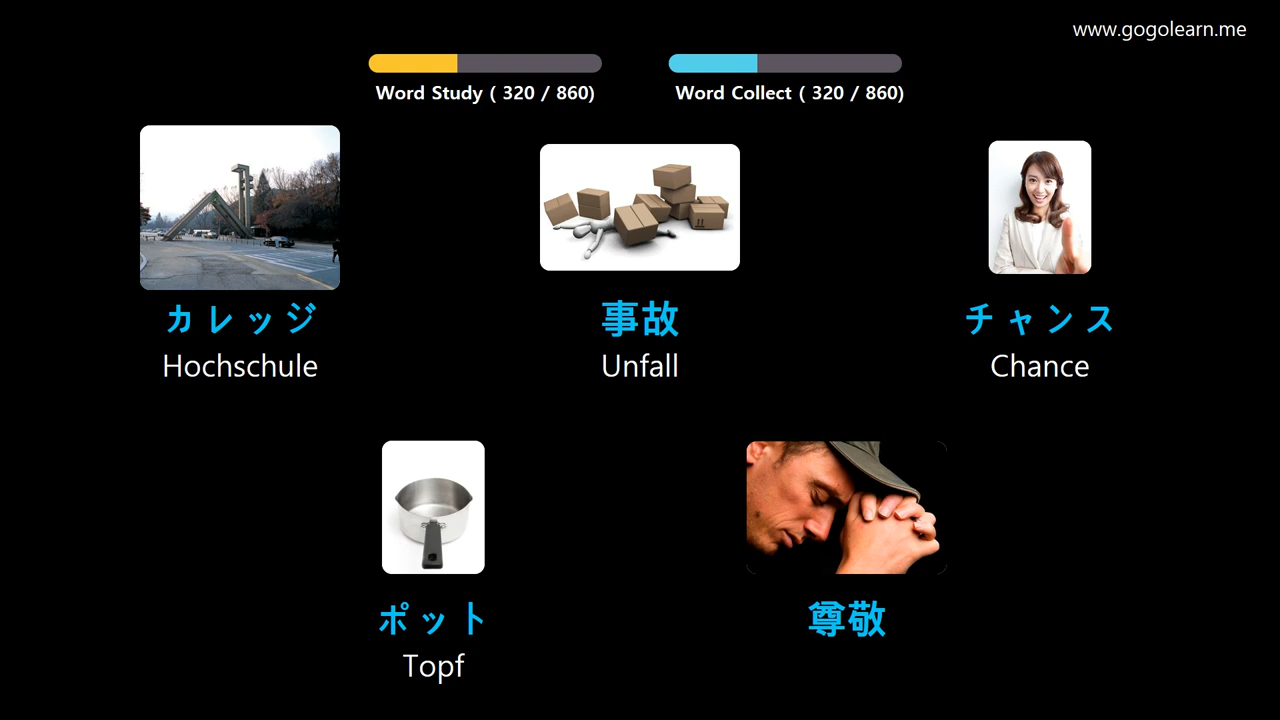 www.gogolearn.me
Word Study ( 320 / 860)
Word Collect ( 320 / 860)
カレッジ
Hochschule
事故
Unfall
チャンス
Chance
ポット
Topf
尊敬